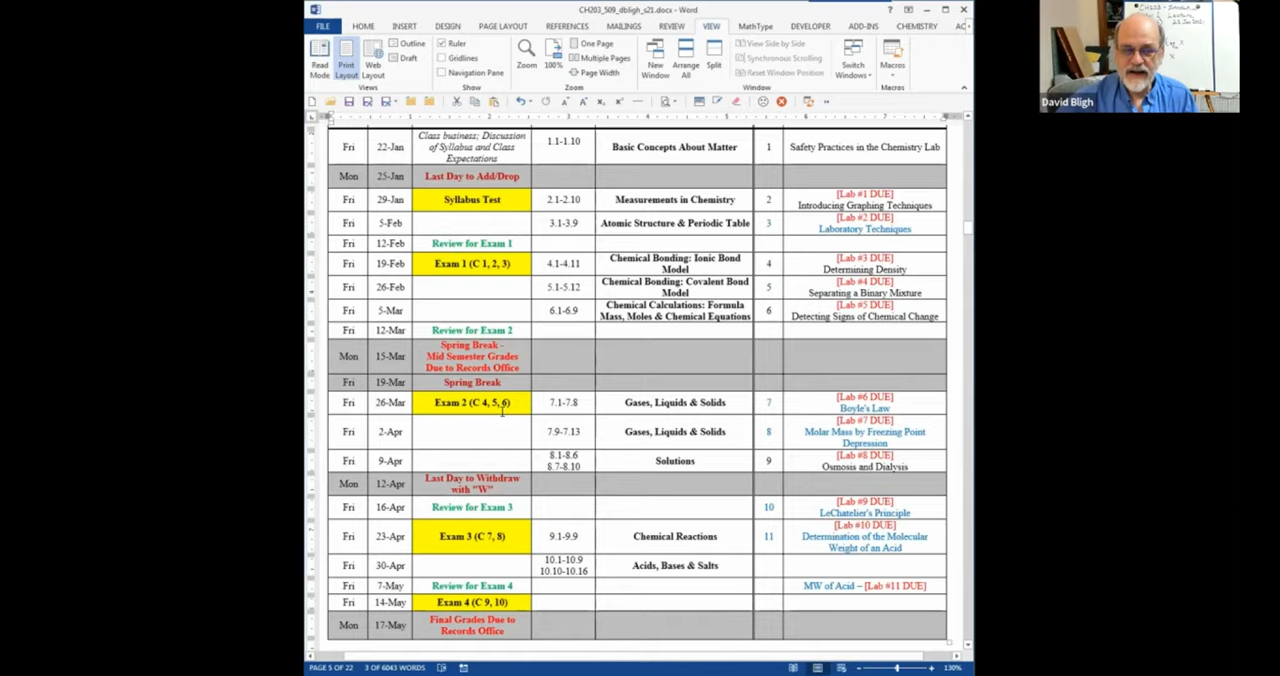 CH203_509_dbligh_s21.docx - Word
FILE HOME INSERT DESIGN PAGE LAYOUT REFERENCES MAILINGS REVIEW VIEW MathType DEVELOPER ADD-INS CHEMISTRY AC
Read Mode
Print Layout
Web Layout
Outline
Draft
Views
Ruler
Gridlines
Navigation Pane
Show
Zoom
100%
One Page
Multiple Pages
Page Width
Zoom
New Window
Arrange All
Split
View Side by Side
Synchronous Scrolling
Reset Window Position
Window
Switch Windows
Macros
Macros
David Bligh
Fri 22-Jan Class business; Discussion of Syllabus and Class Expectations 1.1-1.10 Basic Concepts About Matter 1 Safety Practices in the Chemistry Lab
Mon 25-Jan Last Day to Add/Drop
Fri 29-Jan Syllabus Test 2.1-2.10 Measurements in Chemistry 2 [Lab #1 DUE] Introducing Graphing Techniques
Fri 5-Feb 3.1-3.9 Atomic Structure & Periodic Table 3 [Lab #2 DUE] Laboratory Techniques
Fri 12-Feb Review for Exam 1
Fri 19-Feb Exam 1 (C 1, 2, 3) 4.1-4.11 Chemical Bonding: Ionic Bond Model 4 [Lab #3 DUE] Determining Density
Fri 26-Feb 5.1-5.12 Chemical Bonding: Covalent Bond Model 5 [Lab #4 DUE] Separating a Binary Mixture
Fri 5-Mar 6.1-6.9 Chemical Calculations: Formula Mass, Moles & Chemical Equations 6 [Lab #5 DUE] Detecting Signs of Chemical Change
Fri 12-Mar Review for Exam 2
Mon 15-Mar Spring Break - Mid Semester Grades Due to Records Office
Fri 19-Mar Spring Break
Fri 26-Mar Exam 2 (C 4, 5, 6) 7.1-7.8 Gases, Liquids & Solids 7 [Lab #6 DUE] Boyle's Law
Fri 2-Apr 7.9-7.13 Gases, Liquids & Solids 8 [Lab #7 DUE] Molar Mass by Freezing Point Depression
Fri 9-Apr 8.1-8.6 8.7-8.10 Solutions 9 [Lab #8 DUE] Osmosis and Dialysis
Mon 12-Apr Last Day to Withdraw with "W"
Fri 16-Apr Review for Exam 3 10 [Lab #9 DUE] LeChatelier's Principle
Fri 23-Apr Exam 3 (C 7, 8) 9.1-9.9 Chemical Reactions 11 [Lab #10 DUE] Determination of the Molecular Weight of an Acid
Fri 30-Apr 10.1-10.9 10.10-10.16 Acids, Bases & Salts
Fri 7-May Review for Exam 4 MW of Acid – [Lab #11 DUE]
Fri 14-May Exam 4 (C 9, 10)
Mon 17-May Final Grades Due to Records Office
PAGE 5 OF 22 3 OF 6043 WORDS 130%